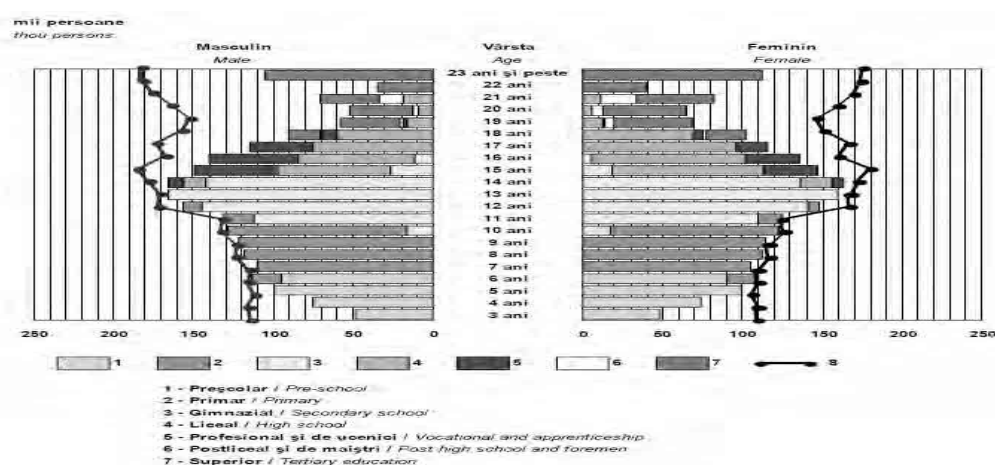 mii persoane
thou persons
Masculin Vârsta Feminin
Male Age Female
23 ani şi peste
22 ani
21 ani
20 ani
19 ani
18 ani
17 ani
16 ani
15 ani
14 ani
13 ani
12 ani
11 ani
10 ani
9 ani
8 ani
7 ani
6 ani
5 ani
4 ani
3 ani
250 200 150 100 50 0 0 50 100 150 200 250
1 2 3 4 5 6 7 8
1 - Preşcolar / Pre-school
2 - Primar / Primary
3 - Gimnazial / Secondary school
4 - Liceal / High school
5 - Profesional şi de ucenici / Vocational and apprenticeship
6 - Postliceal şi de maiştri / Post high school and foremen
7 - Superior / Tertiary education